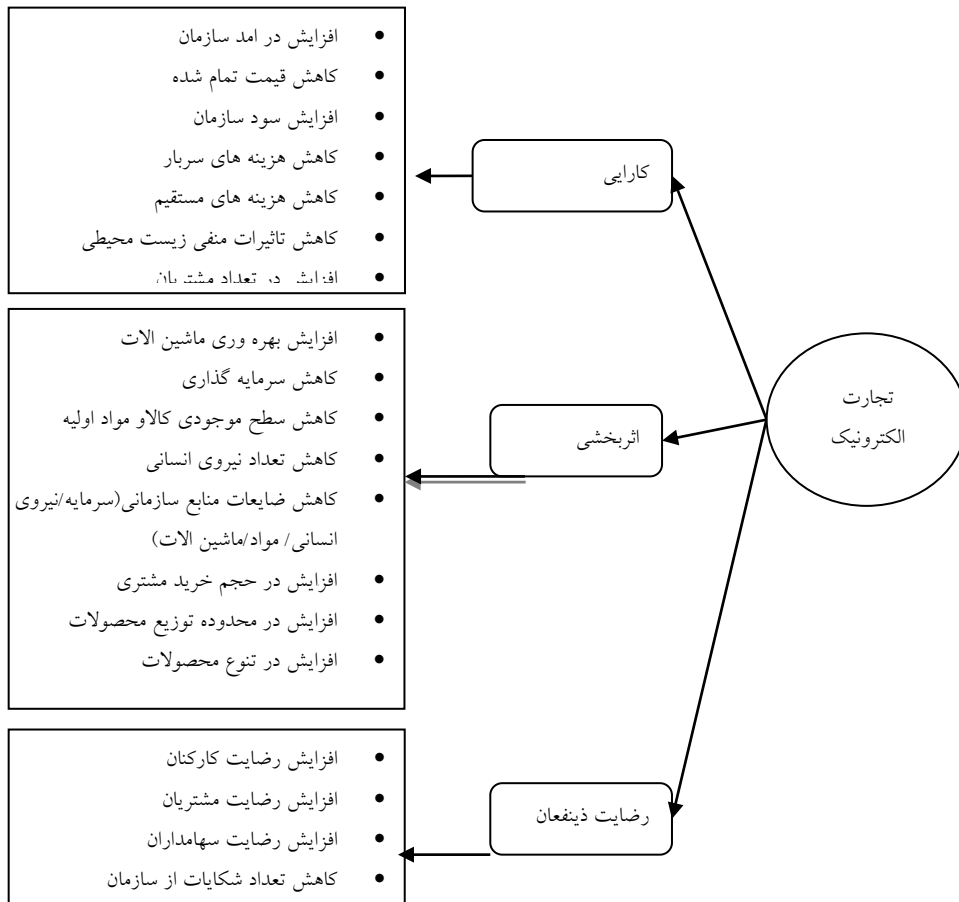 تجارت
الکترونیک
کارایی
افزایش در امد سازمان
کاهش قیمت تمام شده
افزایش سود سازمان
کاهش هزینه های سربار
کاهش هزینه های مستقیم
کاهش تاثیرات منفی زیست محیطی
افزایش در تعداد مشتریان
اثربخشی
افزایش بهره وری ماشین الات
کاهش سرمایه گذاری
کاهش سطح موجودی کالاو مواد اولیه
کاهش تعداد نیروی انسانی
کاهش ضایعات منابع سازمانی(سرمایه/نیروی
انسانی/ مواد/ماشین الات)
افزایش در حجم خرید مشتری
افزایش در محدوده توزیع محصولات
افزایش در تنوع محصولات
رضایت ذینفعان
افزایش رضایت کارکنان
افزایش رضایت مشتریان
افزایش رضایت سهامداران
کاهش تعداد شکایات از سازمان